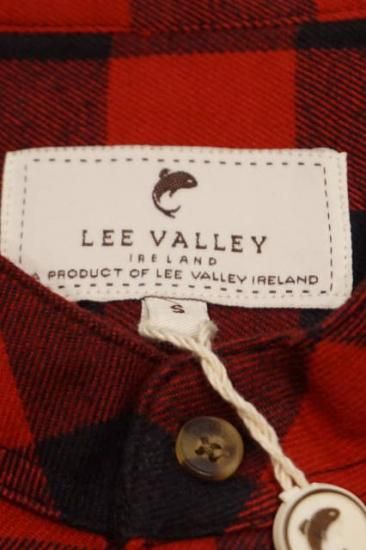 LEE VALLEY
IRELAND
A PRODUCT OF LEE VALLEY IRELAND
S